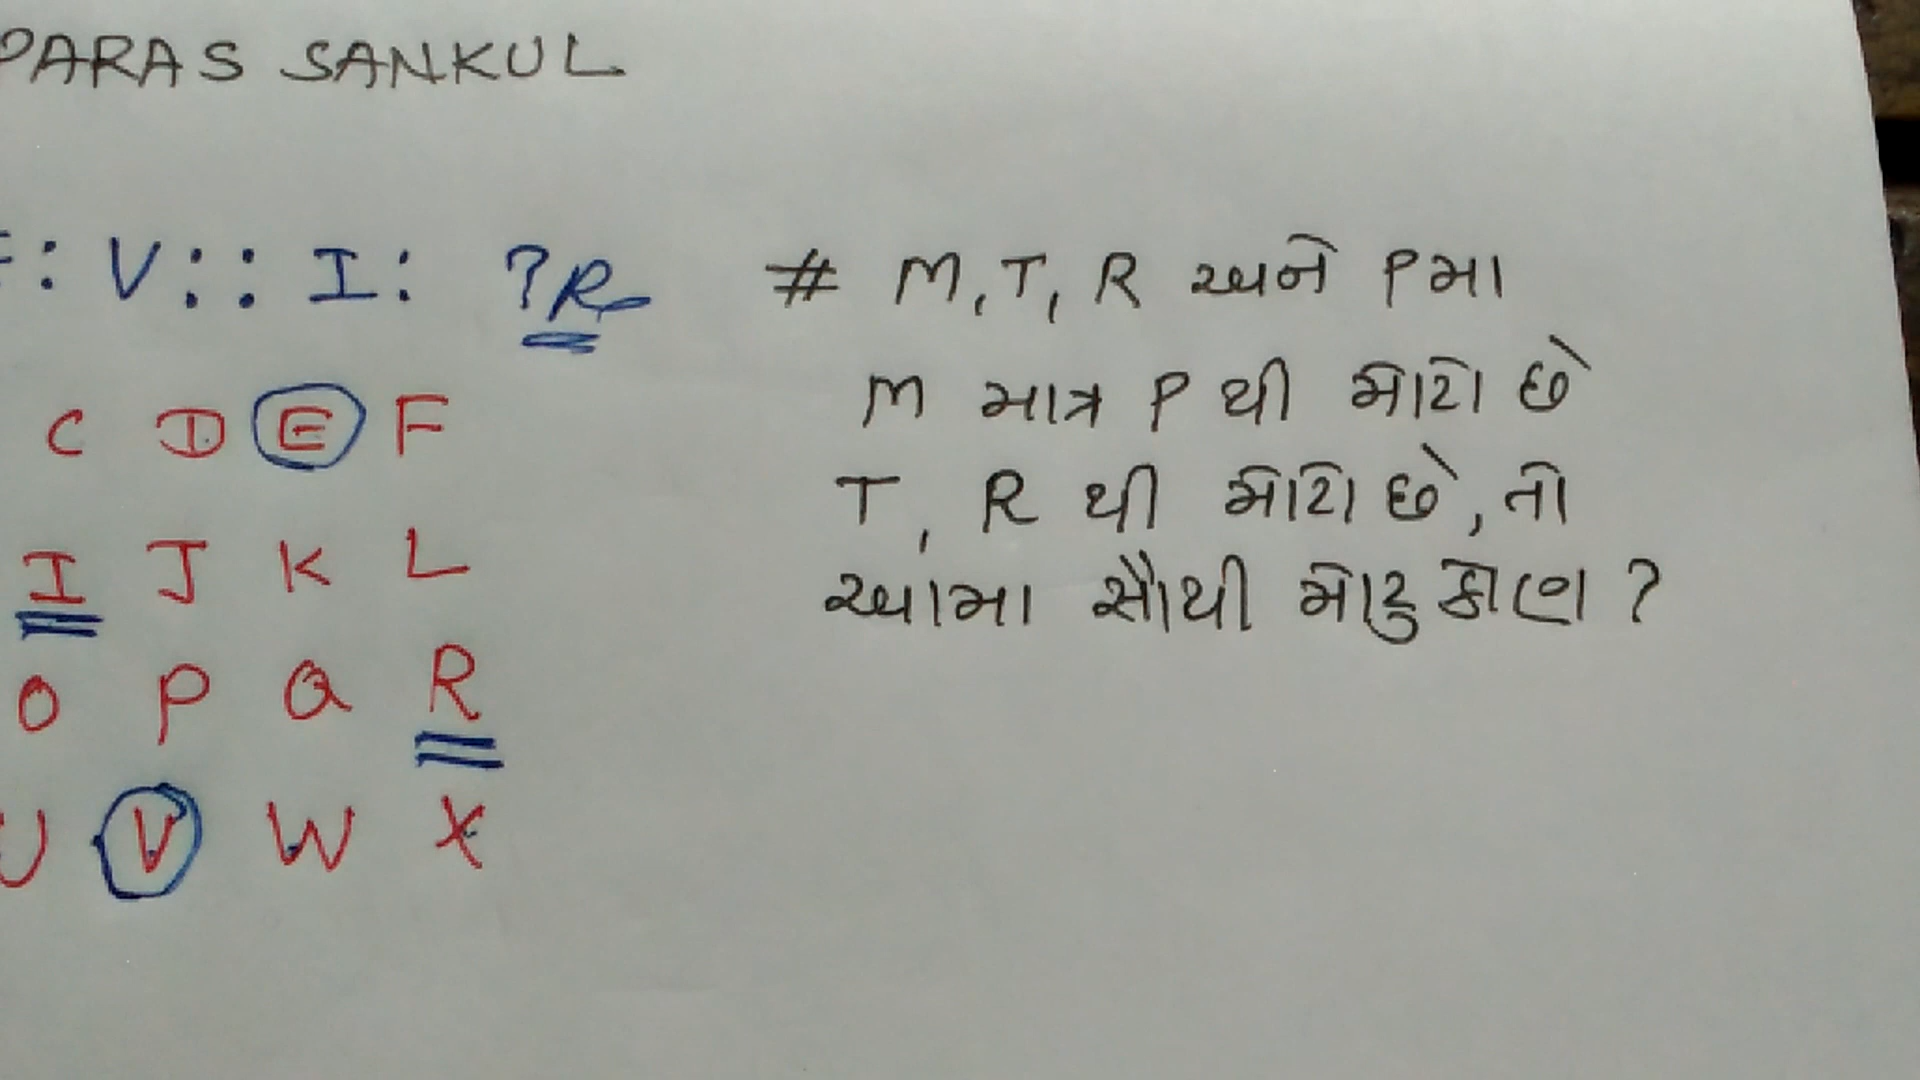 PARAS SANKUL
: V :: I : ? R
C D E F
I J K L
O P Q R
U V W X
# M, T, R અને P મા
M માત્ર P થી મોટો છે
T, R થી મોટો છે, તો
આમા સૌથી મોટુ કોણ ?